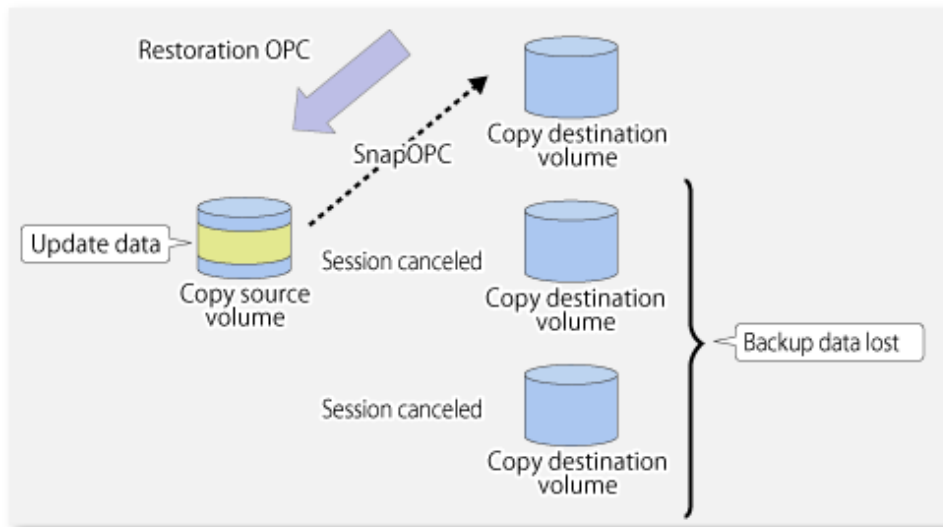 Restoration OPC
Copy destination
volume
SnapOPC
Update data
Copy source
volume
Session canceled
Copy destination
volume
Backup data lost
Session canceled
Copy destination
volume